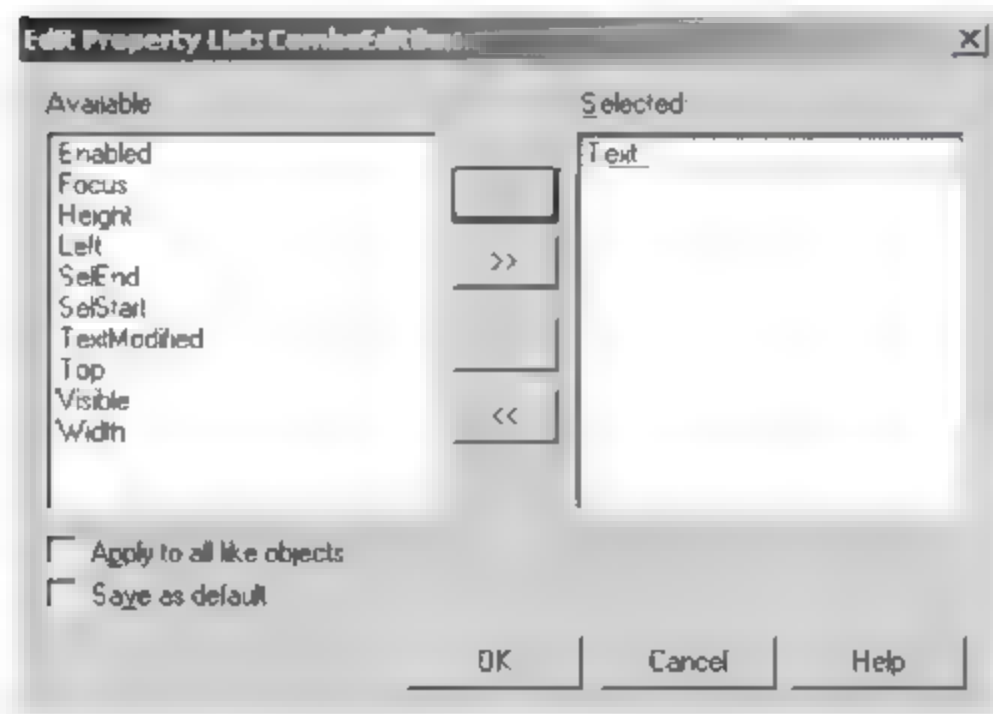 Edit Property List:
Available
Selected:
Enabled
Focus
Height
Left
SelEnd
SelStart
TextModified
Top
Visible
Width
Text
>>
<<
Apply to all like objects
Save as default
OK
Cancel
Help